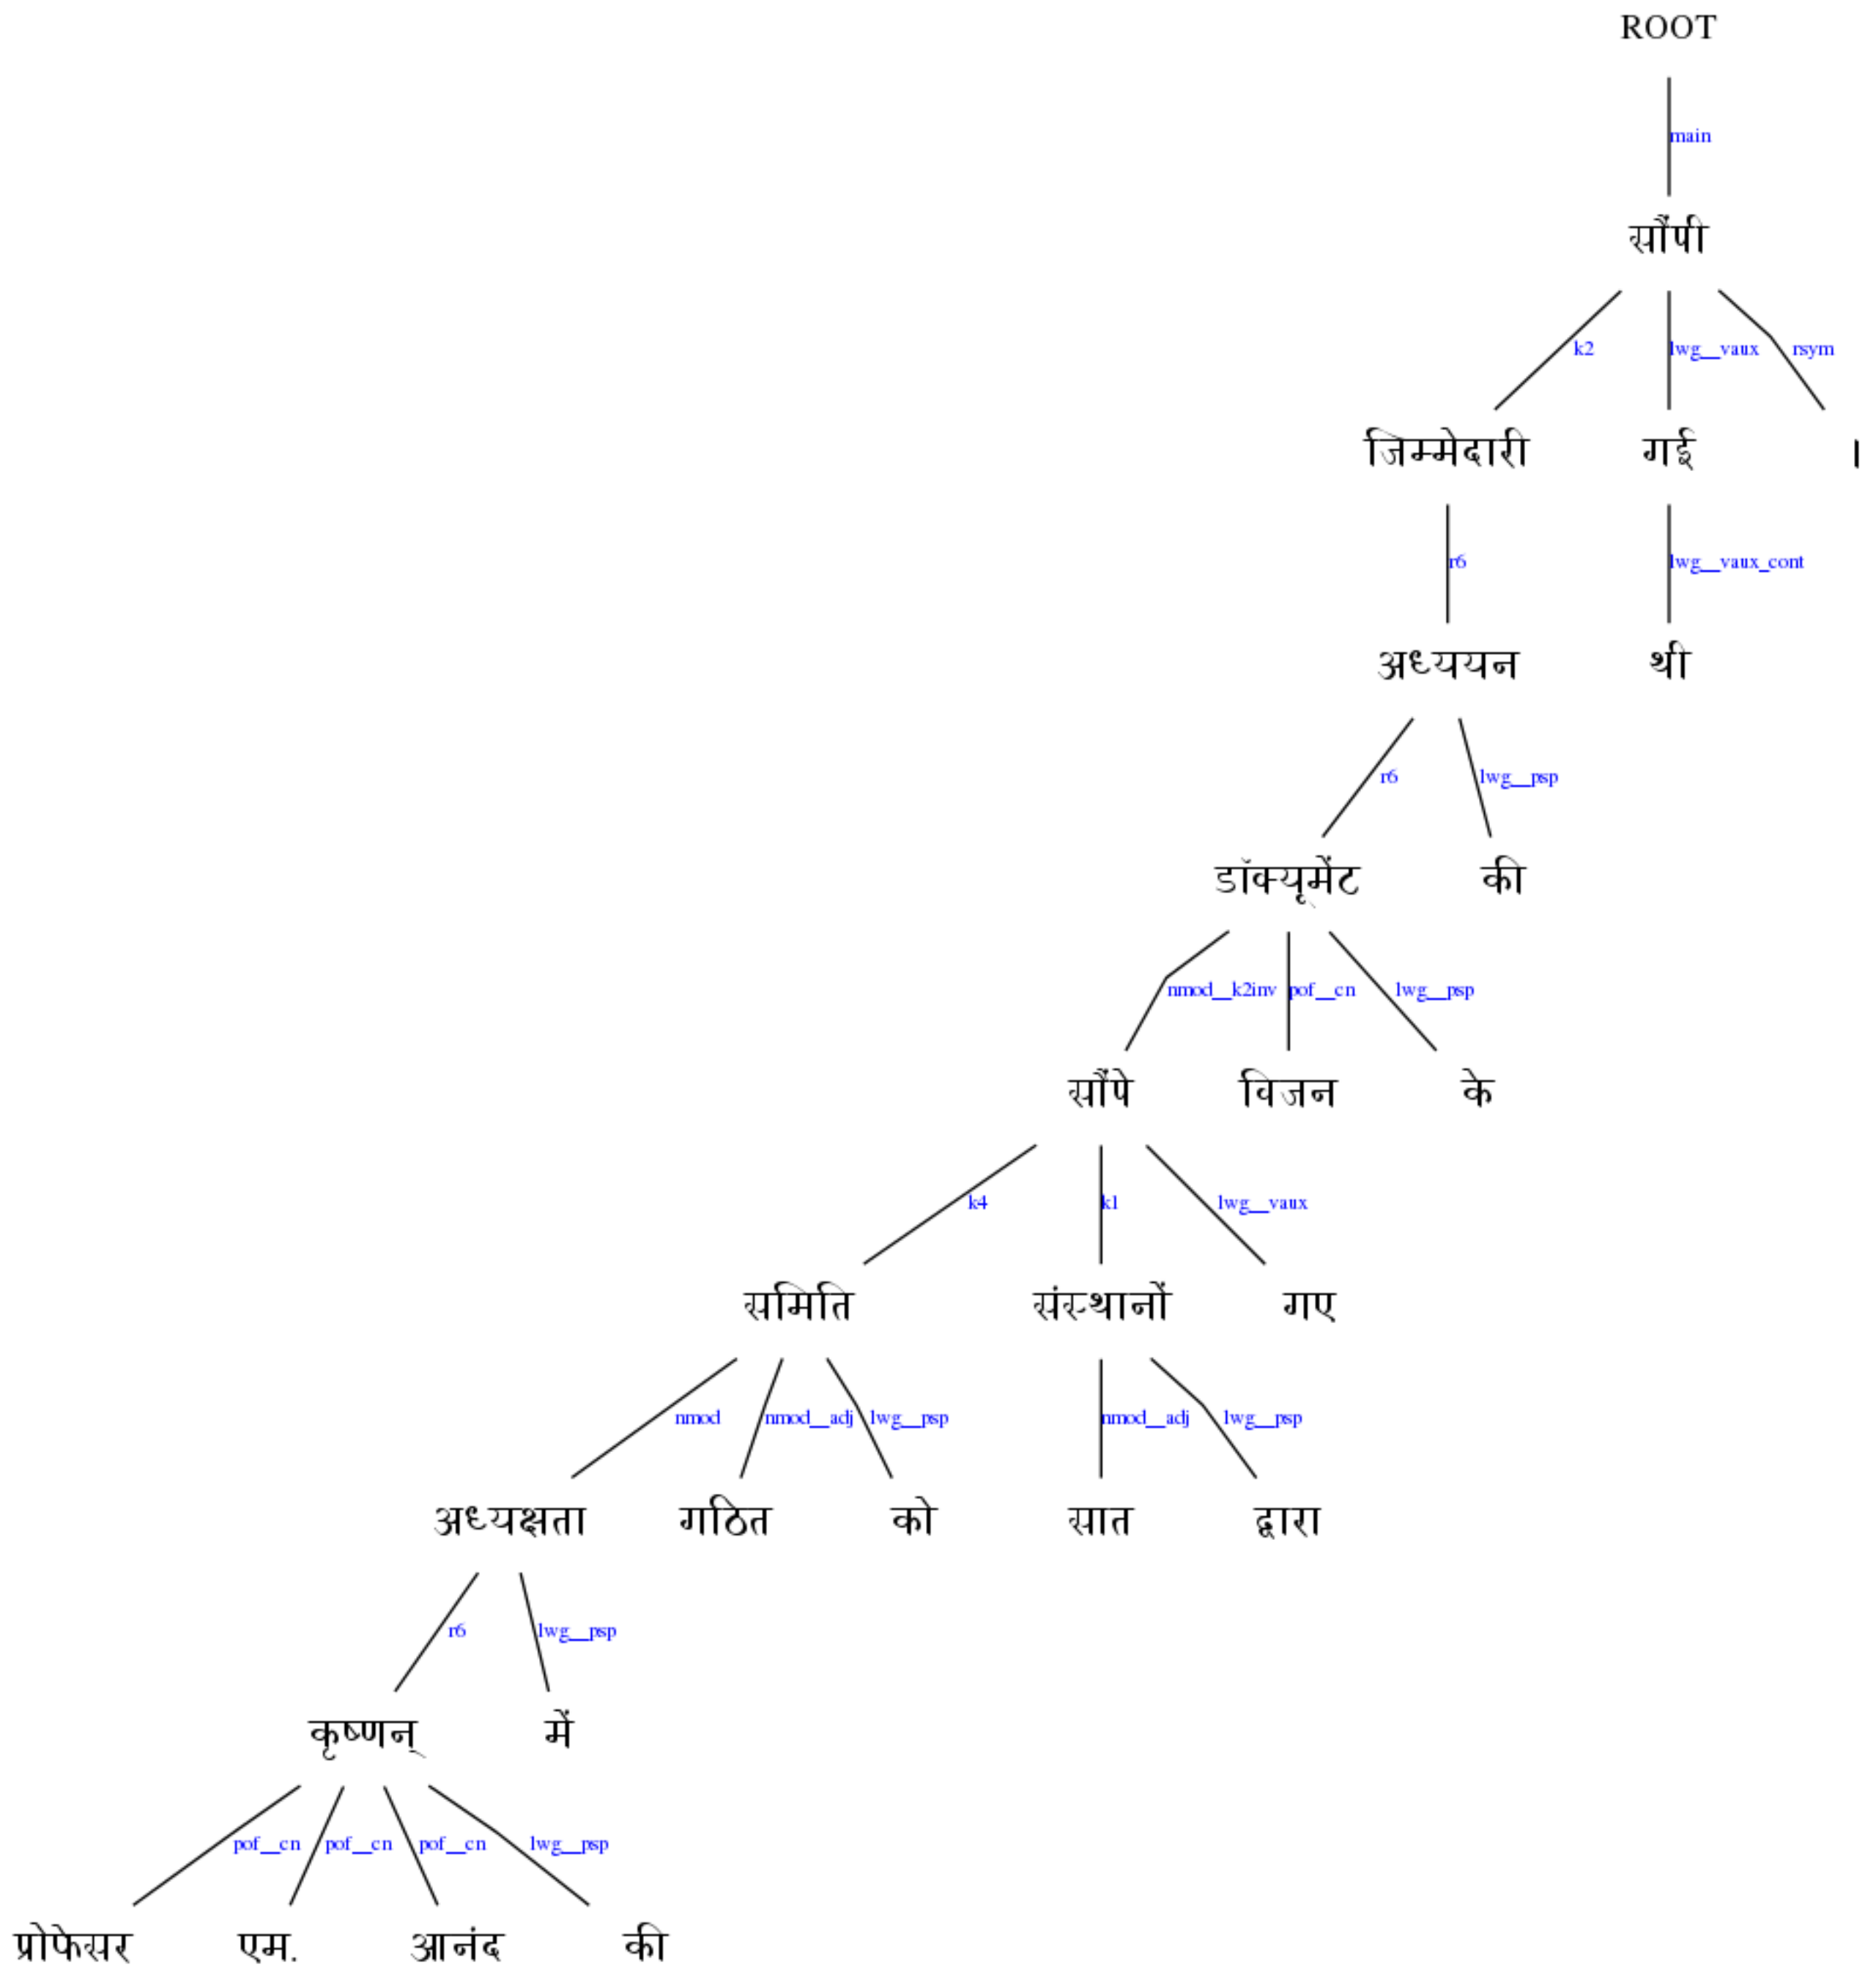 ROOT
main
सौंपी
k2 lwg__vaux rsym
जिम्मेदारी गई ।
r6 lwg__vaux_cont
अध्ययन थी
r6 lwg__psp
डॉक्यूमेंट की
nmod__k2inv pof__cn lwg__psp
सौंपे विजन के
k4 k1 lwg__vaux
समिति संस्थानों गए
nmod nmod__adj lwg__psp nmod__adj lwg__psp
अध्यक्षता गठित को सात द्वारा
r6 lwg__psp
कृष्णन् में
pof__cn pof__cn pof__cn lwg__psp
प्रोफेसर एम. आनंद की